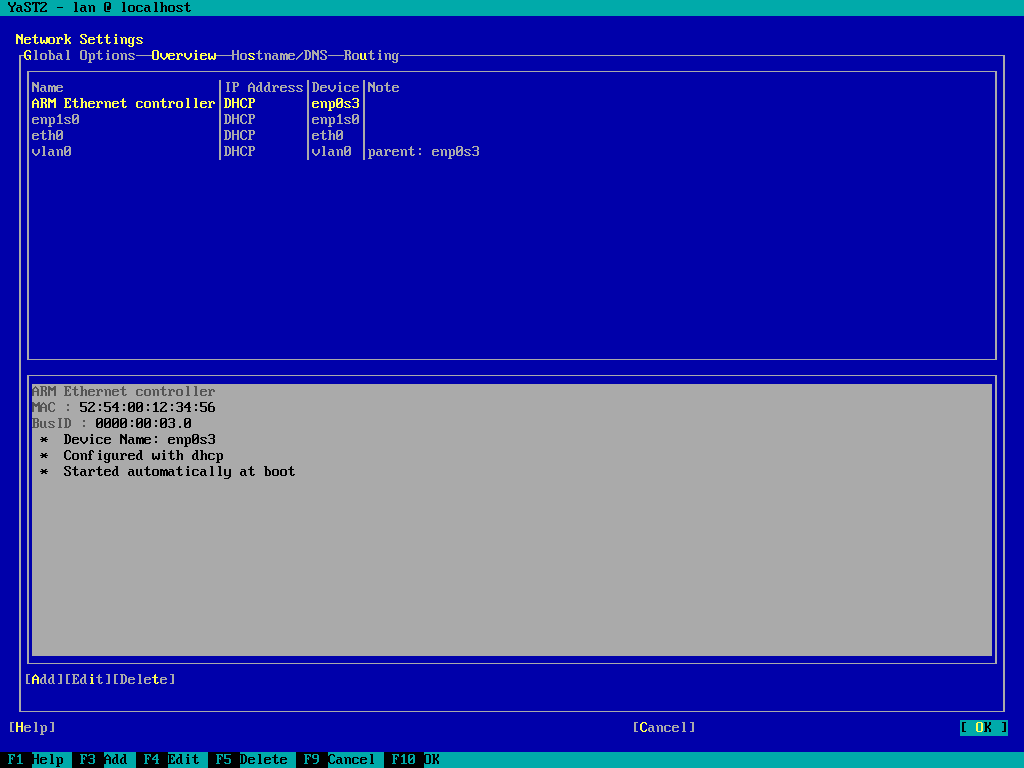 YaST2 - lan @ localhost
Network Settings
Global Options Overview Hostname/DNS Routing
Name IP Address Device Note
ARM Ethernet controller DHCP enp0s3
enp1s0 DHCP enp1s0
eth0 DHCP eth0
vlan0 DHCP vlan0 parent: enp0s3
ARM Ethernet controller
MAC : 52:54:00:12:34:56
BusID : 0000:00:03.0
* Device Name: enp0s3
* Configured with dhcp
* Started automatically at boot
[Add][Edit][Delete]
[Help] [Cancel] [ OK ]
F1 Help F3 Add F4 Edit F5 Delete F9 Cancel F10 OK